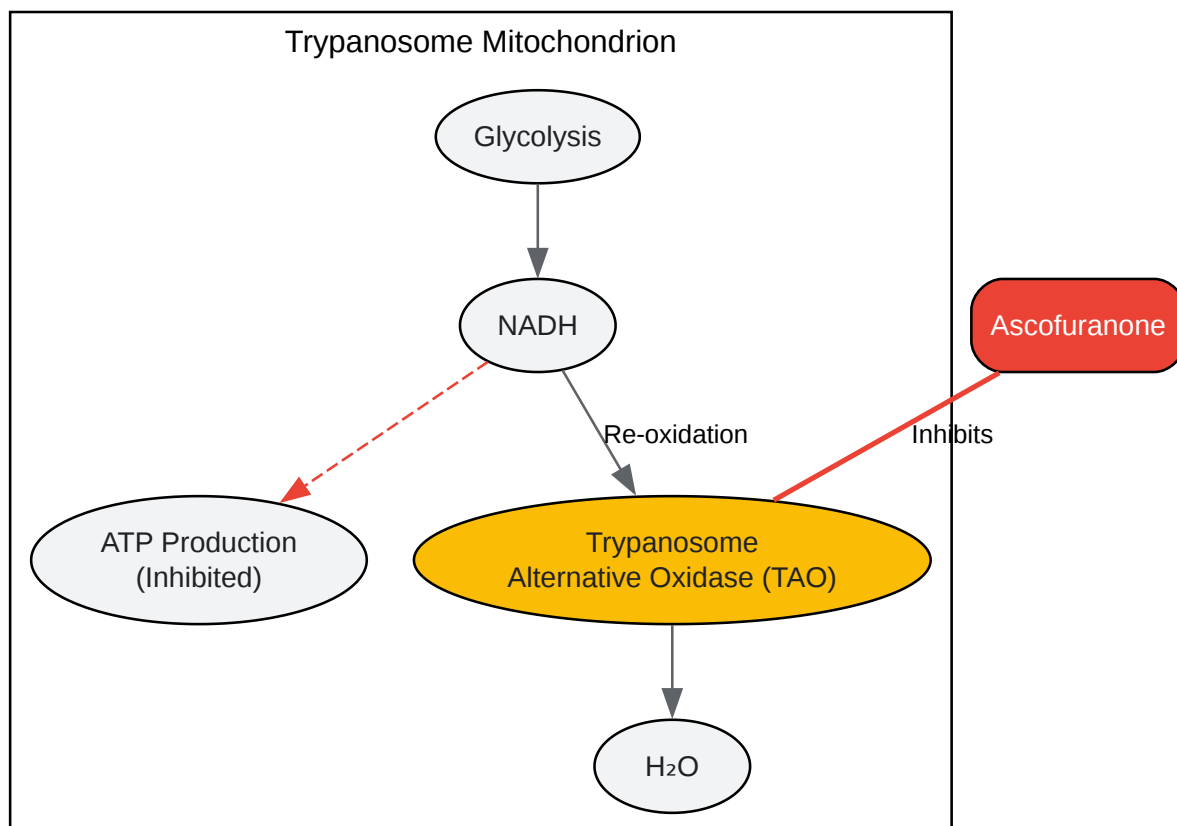 Trypanosome Mitochondrion
Glycolysis
NADH
Ascofuranone
Re-oxidation
Inhibits
ATP Production
(Inhibited)
Trypanosome
Alternative Oxidase (TAO)
H₂O